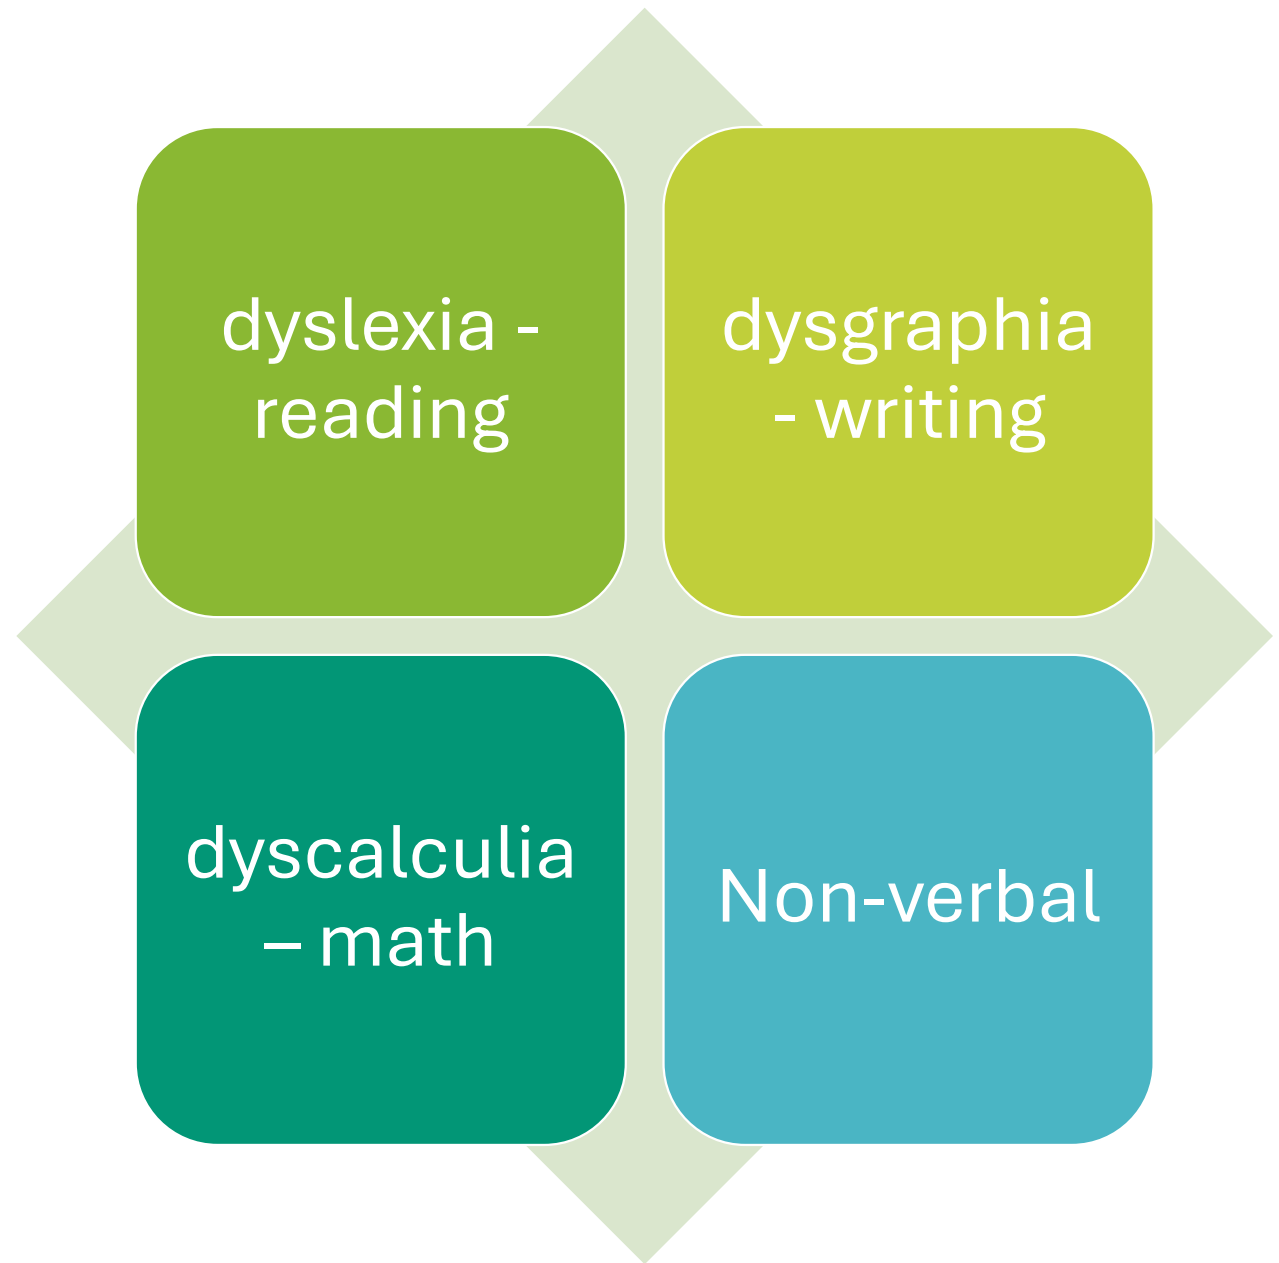 dyslexia -
reading
dysgraphia
- writing
dyscalculia
– math
Non-verbal